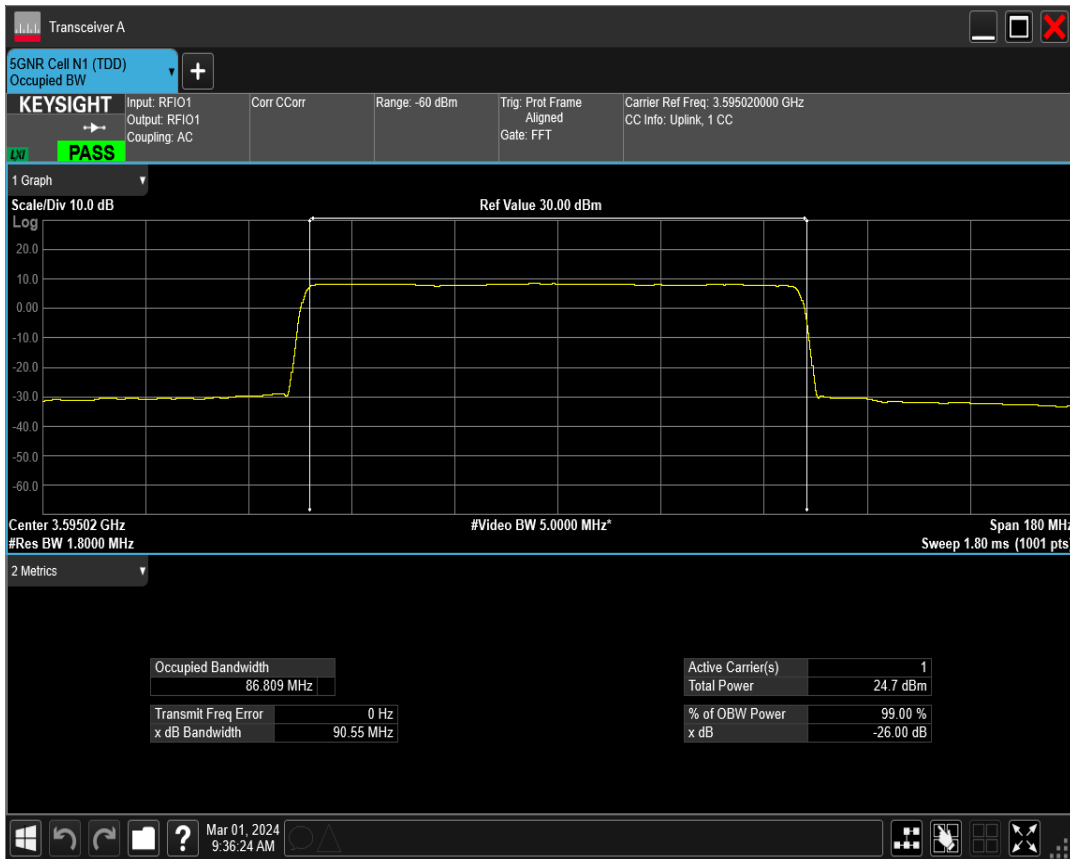 Transceiver A
5GNR Cell N1 (TDD)
Occupied BW
+
KEYSIGHT
LXI
PASS
Input: RFIO1
Output: RFIO1
Coupling: AC
Corr CCorr
Range: -60 dBm
Trig: Prot Frame
Aligned
Gate: FFT
Carrier Ref Freq: 3.595020000 GHz
CC Info: Uplink, 1 CC
1 Graph
Scale/Div 10.0 dB
Ref Value 30.00 dBm
Log
20.0
10.0
0.00
-10.0
-20.0
-30.0
-40.0
-50.0
-60.0
Center 3.59502 GHz
#Video BW 5.0000 MHz*
Span 180 MHz
#Res BW 1.8000 MHz
Sweep 1.80 ms (1001 pts)
2 Metrics
Occupied Bandwidth
86.809 MHz
Transmit Freq Error 0 Hz
x dB Bandwidth 90.55 MHz
Active Carrier(s) 1
Total Power 24.7 dBm
% of OBW Power 99.00 %
x dB -26.00 dB
?
Mar 01, 2024
9:36:24 AM